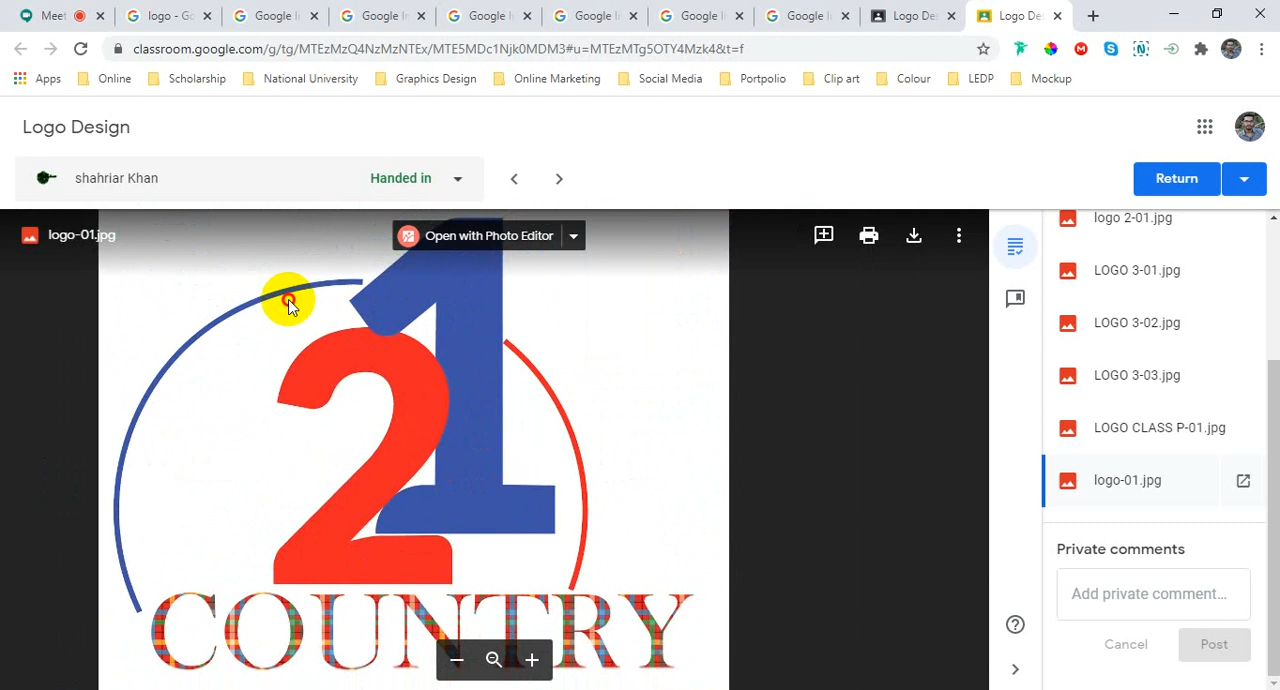 Meet
logo - Go
Google I
Google I
Google I
Google I
Google I
Google I
Logo De
Logo De
classroom.google.com/g/tg/MTEzMzQ4NzMzNTEx/MTE5MDc1Njk0MDM3#u=MTEzMTg5OTY4Mzk4&t=f
Apps Online Scholarship National University Graphics Design Online Marketing Social Media Portpolio Clip art Colour LEDP Mockup
Logo Design
shahriar Khan Handed in Return
logo-01.jpg Open with Photo Editor
21
COUNTRY
logo 2-01.jpg
LOGO 3-01.jpg
LOGO 3-02.jpg
LOGO 3-03.jpg
LOGO CLASS P-01.jpg
logo-01.jpg
Private comments
Add private comment...
Cancel Post